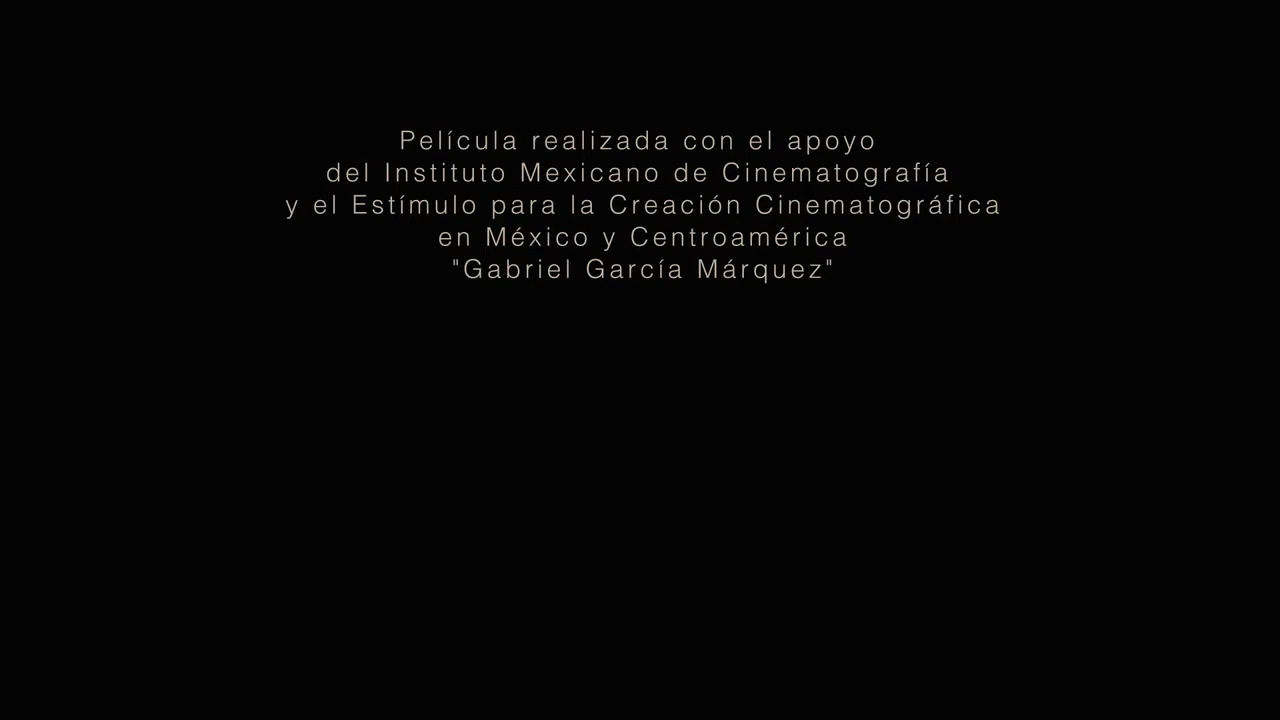 Película realizada con el apoyo
del Instituto Mexicano de Cinematografía
y el Estímulo para la Creación Cinematográfica
en México y Centroamérica
"Gabriel García Márquez"